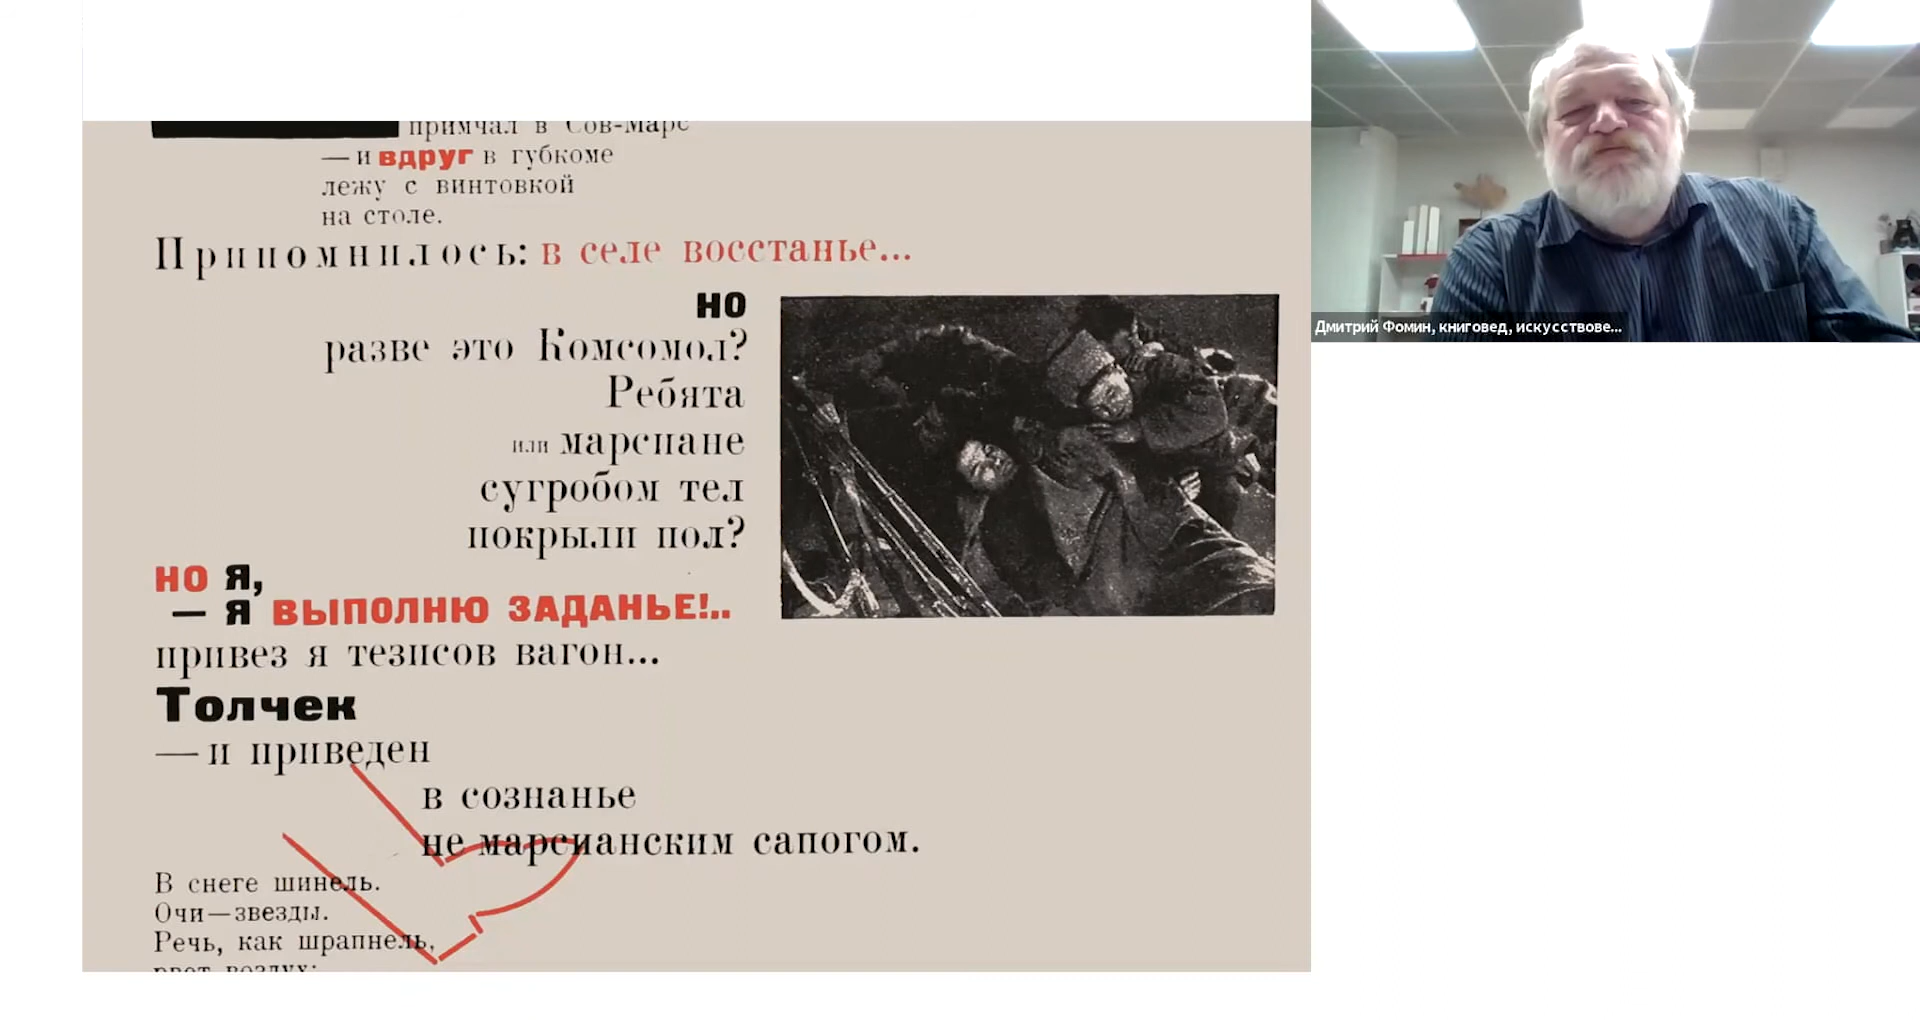 примчал в Сов-Марс
— и вдруг в губкоме
лежу с винтовкой
на столе.
Припомнилось: в селе восстанье...
но
разве это Комсомол?
Ребята
или марсиане
сугробом тел
покрыли пол?
но я,
— я выполню заданье!..
привез я тезисов вагон...
Толчек
— и приведен
в сознанье
не марсианским сапогом.
В снеге шинель.
Очи—звезды.
Речь, как шрапнель,
рвет воздух:
Дмитрий Фомин, книговед, искусствове...